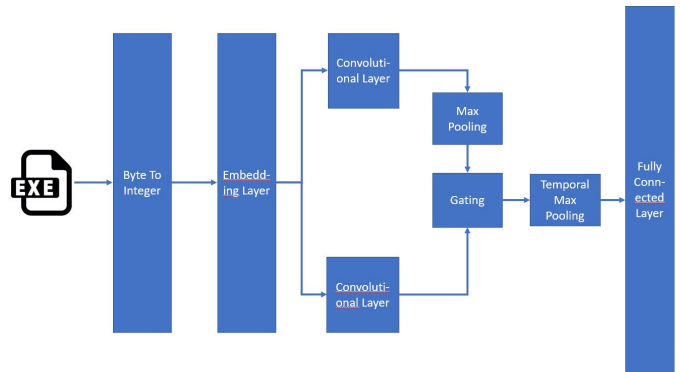 EXE
Byte To
Integer
Embedd-
ing Layer
Convoluti-
onal Layer
Max
Pooling
Gating
Convoluti-
onal Layer
Temporal
Max
Pooling
Fully
Conn-
ected
Layer